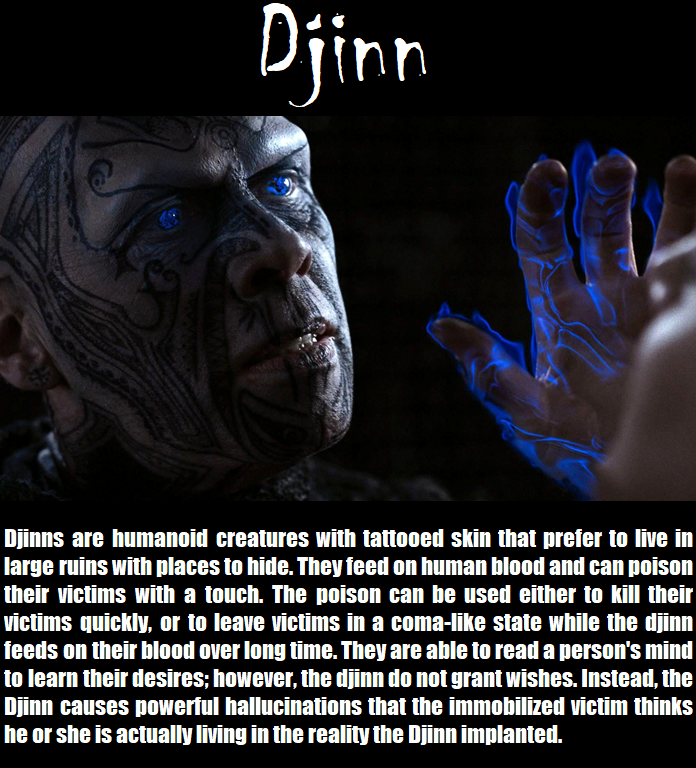 Djinn
Djinns are humanoid creatures with tattooed skin that prefer to live in
large ruins with places to hide. They feed on human blood and can poison
their victims with a touch. The poison can be used either to kill their
victims quickly, or to leave victims in a coma-like state while the djinn
feeds on their blood over long time. They are able to read a person's mind
to learn their desires; however, the djinn do not grant wishes. Instead, the
Djinn causes powerful hallucinations that the immobilized victim thinks
he or she is actually living in the reality the Djinn implanted.